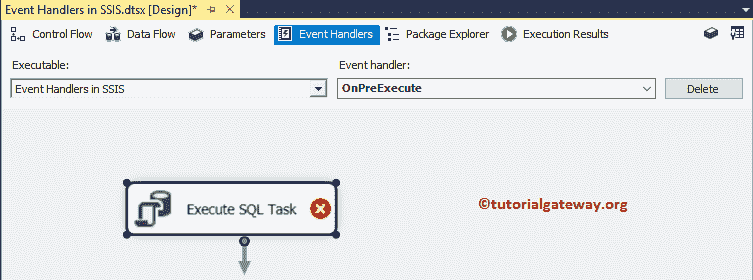 Event Handlers in SSIS.dtsx [Design]*
Control Flow Data Flow Parameters Event Handlers Package Explorer Execution Results
Executable: Event handler:
Event Handlers in SSIS OnPreExecute Delete
Execute SQL Task
©tutorialgateway.org